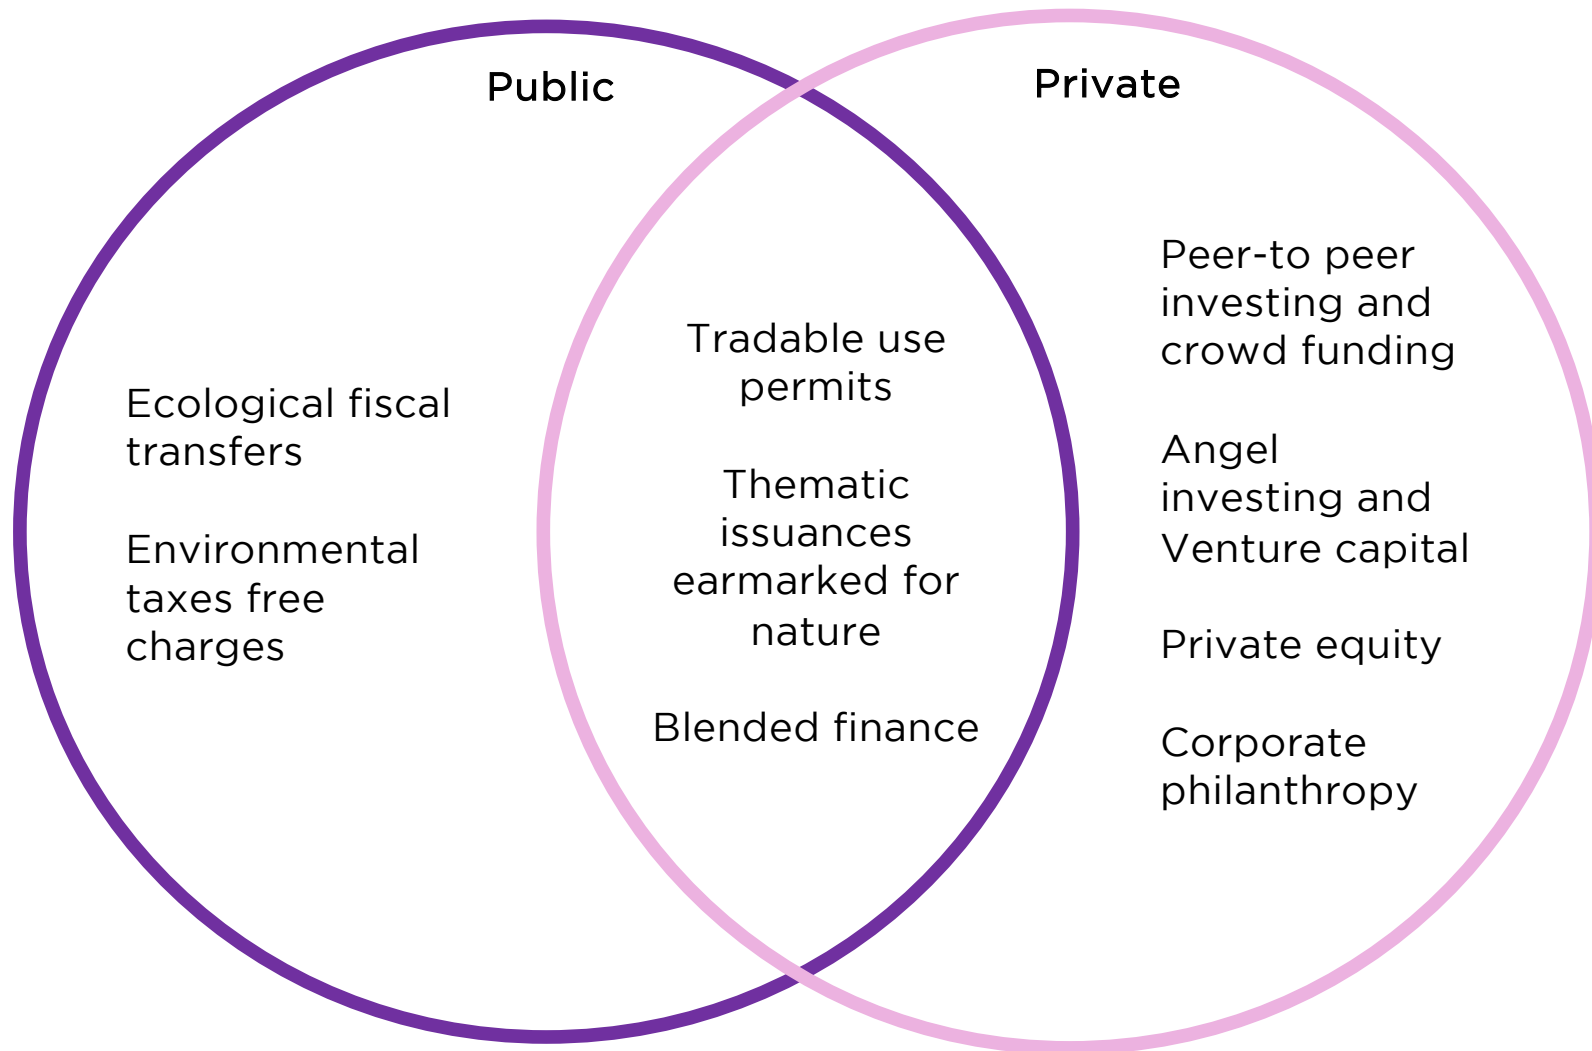 Public
Ecological fiscal
transfers
Environmental
taxes free
charges
Tradable use
permits
Thematic
issuances
earmarked for
nature
Blended finance
Private
Peer-to peer
investing and
crowd funding
Angel
investing and
Venture capital
Private equity
Corporate
philanthropy